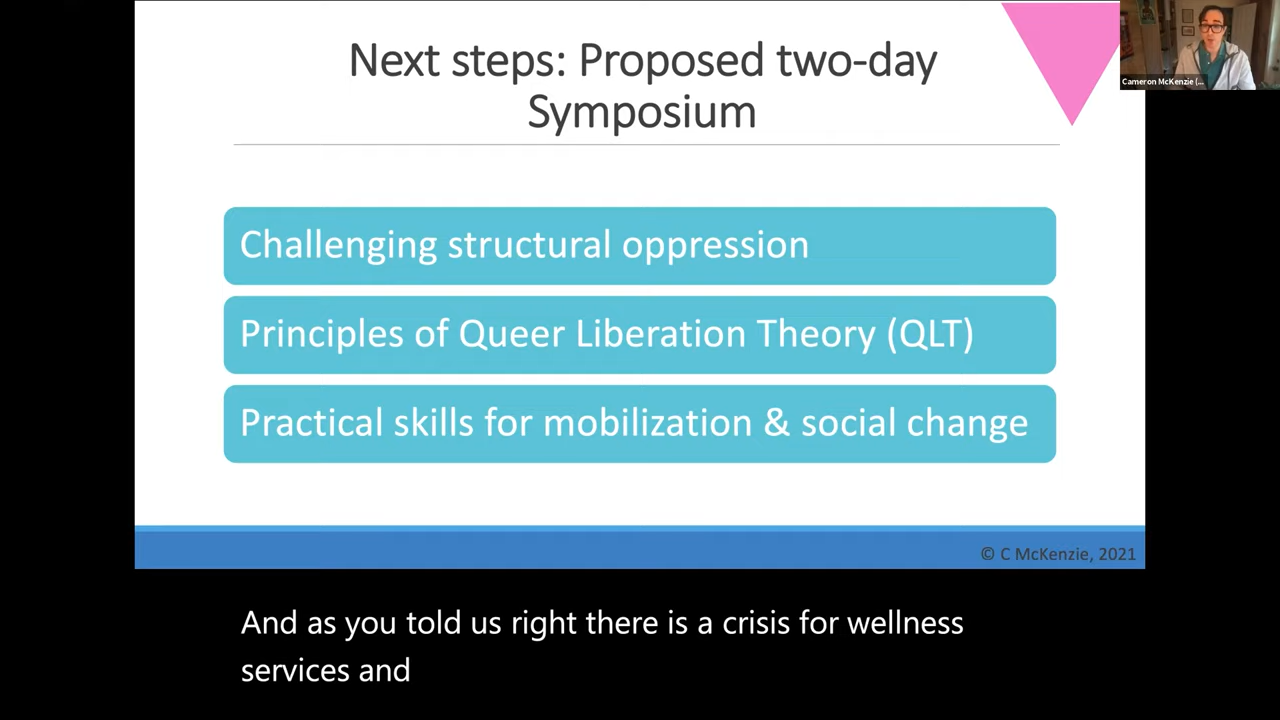 Next steps: Proposed two-day
Symposium
Cameron McKenzie (...
Challenging structural oppression
Principles of Queer Liberation Theory (QLT)
Practical skills for mobilization & social change
© C McKenzie, 2021
And as you told us right there is a crisis for wellness
services and